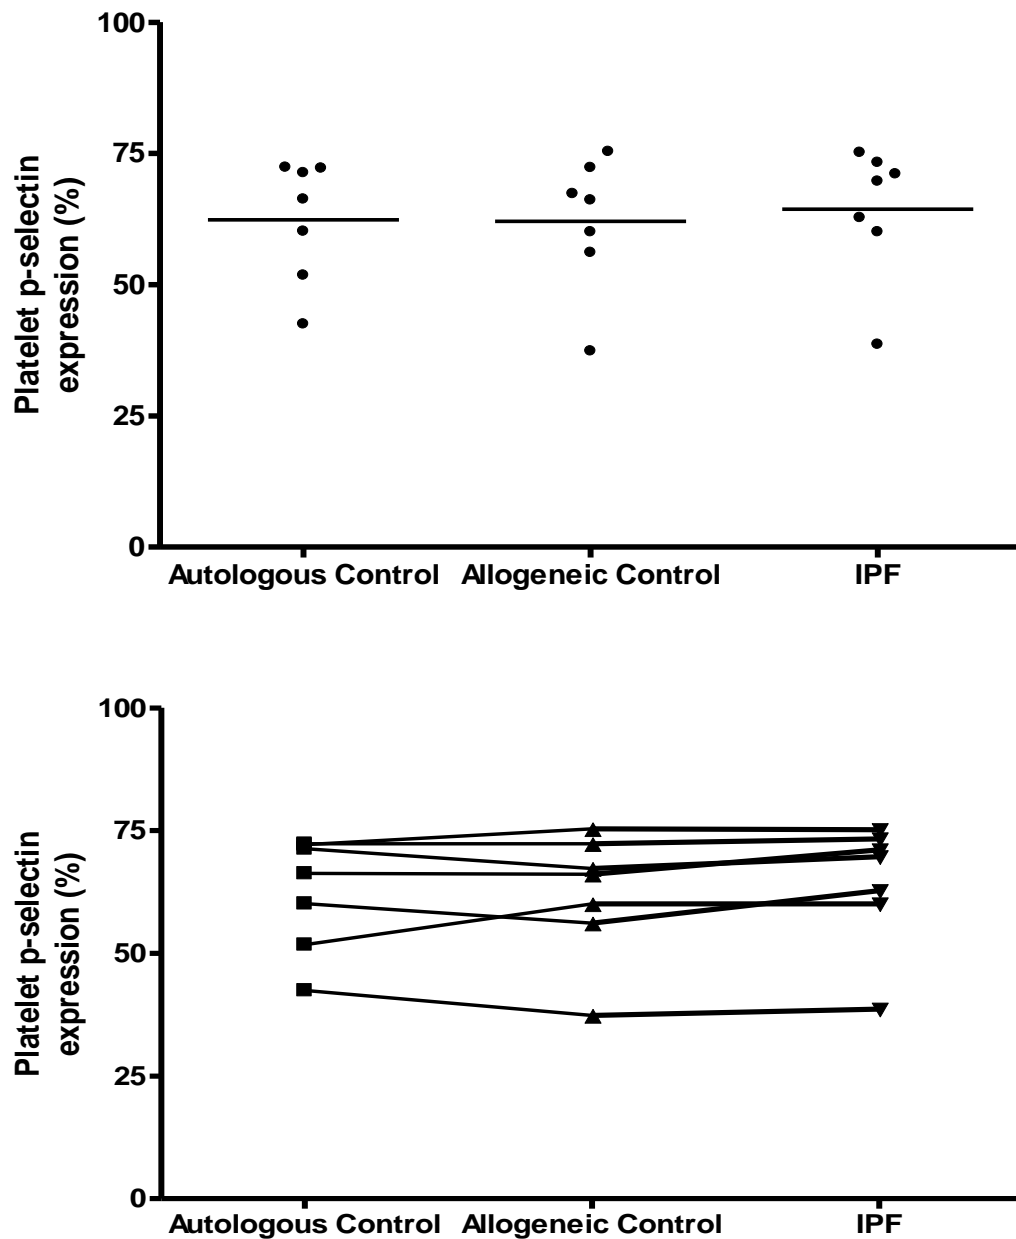 100
75
50
25
0
Platelet p-selectin
expression (%)
Autologous Control Allogeneic Control IPF
100
75
50
25
0
Platelet p-selectin
expression (%)
Autologous Control Allogeneic Control IPF